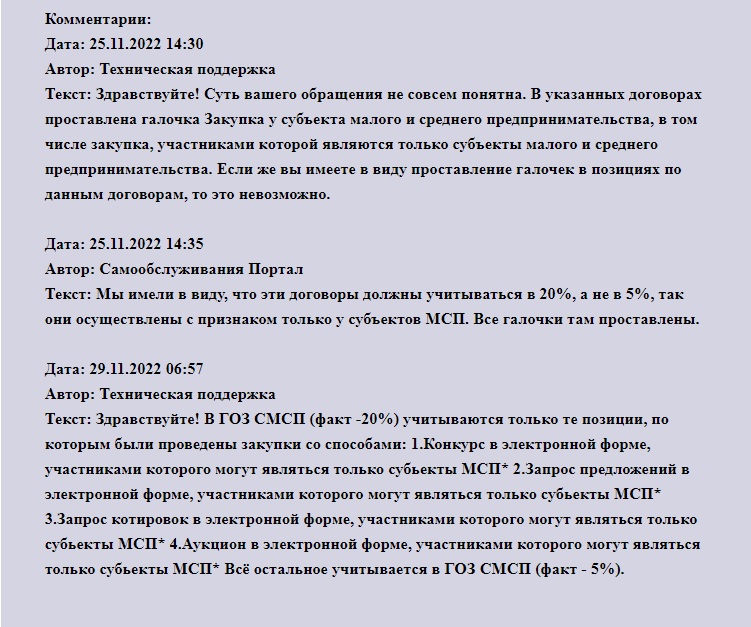 Комментарии:
Дата: 25.11.2022 14:30
Автор: Техническая поддержка
Текст: Здравствуйте! Суть вашего обращения не совсем понятна. В указанных договорах
проставлена галочка Закупка у субъекта малого и среднего предпринимательства, в том
числе закупка, участниками которой являются только субъекты малого и среднего
предпринимательства. Если же вы имеете в виду проставление галочек в позициях по
данным договорам, то это невозможно.
Дата: 25.11.2022 14:35
Автор: Самообслуживания Портал
Текст: Мы имели в виду, что эти договоры должны учитываться в 20%, а не в 5%, так
они осуществлены с признаком только у субъектов МСП. Все галочки там проставлены.
Дата: 29.11.2022 06:57
Автор: Техническая поддержка
Текст: Здравствуйте! В ГОЗ СМСП (факт -20%) учитываются только те позиции, по
которым были проведены закупки со способами: 1.Конкурс в электронной форме,
участниками которого могут являться только субьекты МСП* 2.Запрос предложений в
электронной форме, участниками которого могут являться только субьекты МСП*
3.Запрос котировок в электронной форме, участниками которого могут являться только
субьекты МСП* 4.Аукцион в электронной форме, участниками которого могут являться
только субьекты МСП* Всё остальное учитывается в ГОЗ СМСП (факт - 5%).